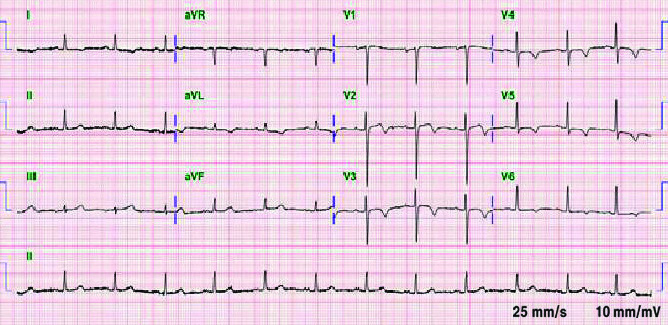 I aVR V1 V4
II aVL V2 V5
III aVF V3 V6
II
25 mm/s 10 mm/mV